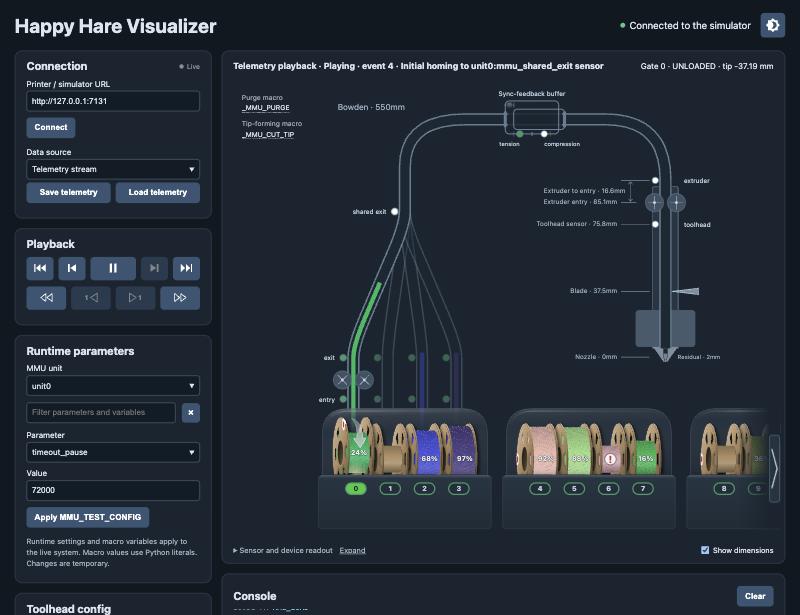 Happy Hare Visualizer
Connected to the simulator
Connection
Live
Printer / simulator URL
http://127.0.0.1:7131
Connect
Data source
Telemetry stream
Save telemetry
Load telemetry
Playback
1
1
Runtime parameters
MMU unit
unit0
Filter parameters and variables
Parameter
timeout_pause
Value
72000
Apply MMU_TEST_CONFIG
Runtime settings and macro variables apply to
the live system. Macro values use Python literals.
Changes are temporary.
Toolhead config
Telemetry playback · Playing · event 4 · Initial homing to unit0:mmu_shared_exit sensor
Gate 0 · UNLOADED · tip -37.19 mm
Purge macro
_MMU_PURGE
Tip-forming macro
_MMU_CUT_TIP
Bowden · 550mm
Sync-feedback buffer
tension
compression
extruder
Extruder to entry · 16.6mm
Extruder entry · 65.1mm
shared exit
Toolhead sensor · 75.8mm
toolhead
Blade · 37.5mm
Nozzle · 0mm
Residual · 2mm
exit
entry
24%
68%
97%
92%
68%
16%
0
1
2
3
4
5
6
7
8
9
Sensor and device readout
Expand
Show dimensions
Console
Clear